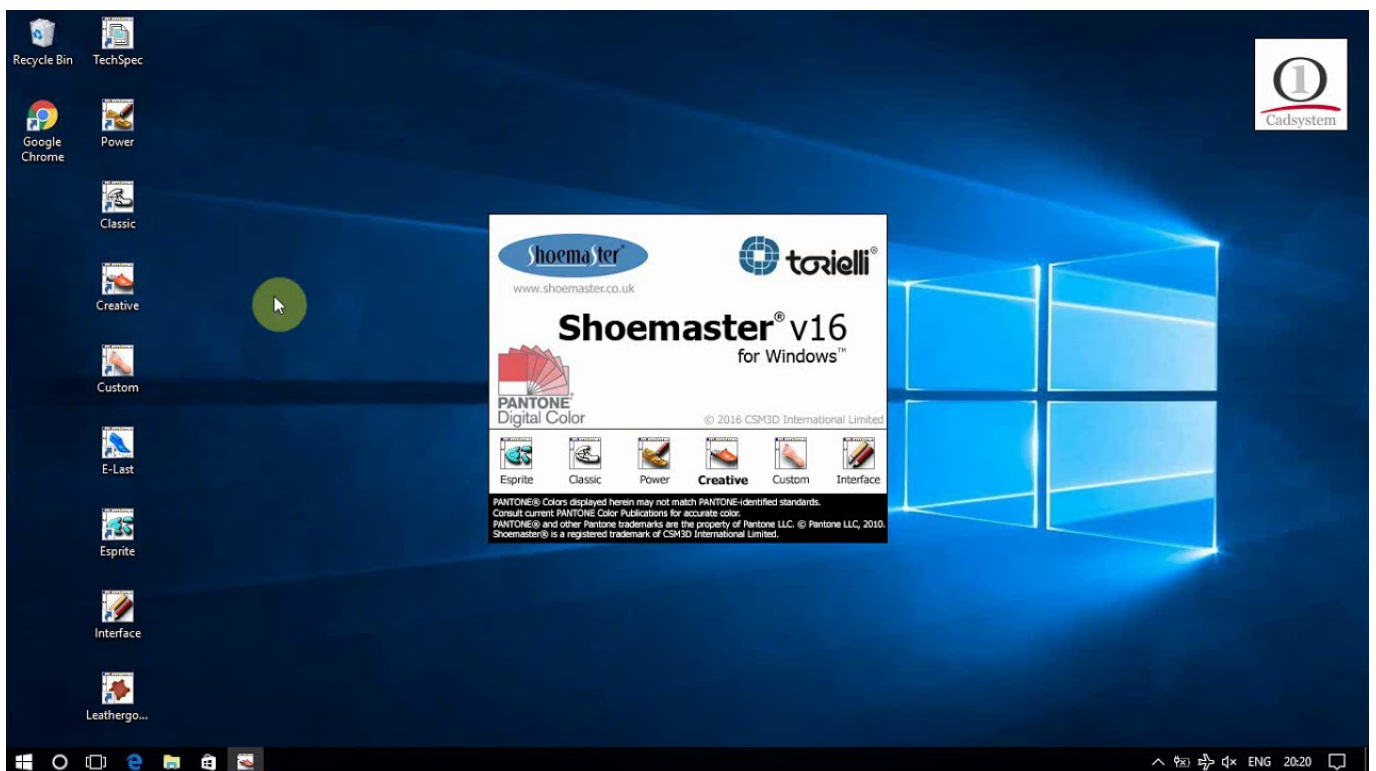 Recycle Bin
TechSpec
Google
Chrome
Power
Classic
Creative
Custom
E-Last
Esprite
Interface
Leathergo...
1
Cadsystem
Shoemaster®
www.shoemaster.co.uk
torielli®
Shoemaster® v16
for Windows™
PANTONE®
Digital Color
© 2016 CSM3D International Limited
Esprite Classic Power Creative Custom Interface
PANTONE® Colors displayed herein may not match PANTONE-identified standards.
Consult current PANTONE Color Publications for accurate color.
PANTONE® and other Pantone trademarks are the property of Pantone LLC. © Pantone LLC, 2010.
Shoemaster® is a registered trademark of CSM3D International Limited.
ENG 20:20